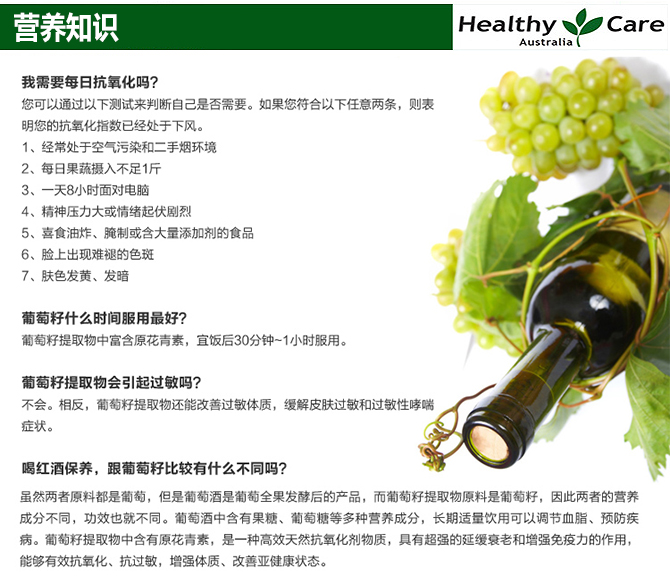 营养知识
Healthy Care
Australia
我需要每日抗氧化吗?
您可以通过以下测试来判断自己是否需要。如果您符合以下任意两条，则表
明您的抗氧化指数已经处于下风。
1、经常处于空气污染和二手烟环境
2、每日果蔬摄入不足1斤
3、一天8小时面对电脑
4、精神压力大或情绪起伏剧烈
5、喜食油炸、腌制或含大量添加剂的食品
6、脸上出现难褪的色斑
7、肤色发黄、发暗
葡萄籽什么时间服用最好?
葡萄籽提取物中富含原花青素，宜饭后30分钟~1小时服用。
葡萄籽提取物会引起过敏吗?
不会。相反，葡萄籽提取物还能改善过敏体质，缓解皮肤过敏和过敏性哮喘
症状。
喝红酒保养，跟葡萄籽比较有什么不同吗?
虽然两者原料都是葡萄，但是葡萄酒是葡萄全果发酵后的产品，而葡萄籽提取物原料是葡萄籽，因此两者的营养
成分不同，功效也就不同。葡萄酒中含有果糖、葡萄糖等多种营养成分，长期适量饮用可以调节血脂、预防疾
病。葡萄籽提取物中含有原花青素，是一种高效天然抗氧化剂物质，具有超强的延缓衰老和增强免疫力的作用，
能够有效抗氧化、抗过敏，增强体质、改善亚健康状态。